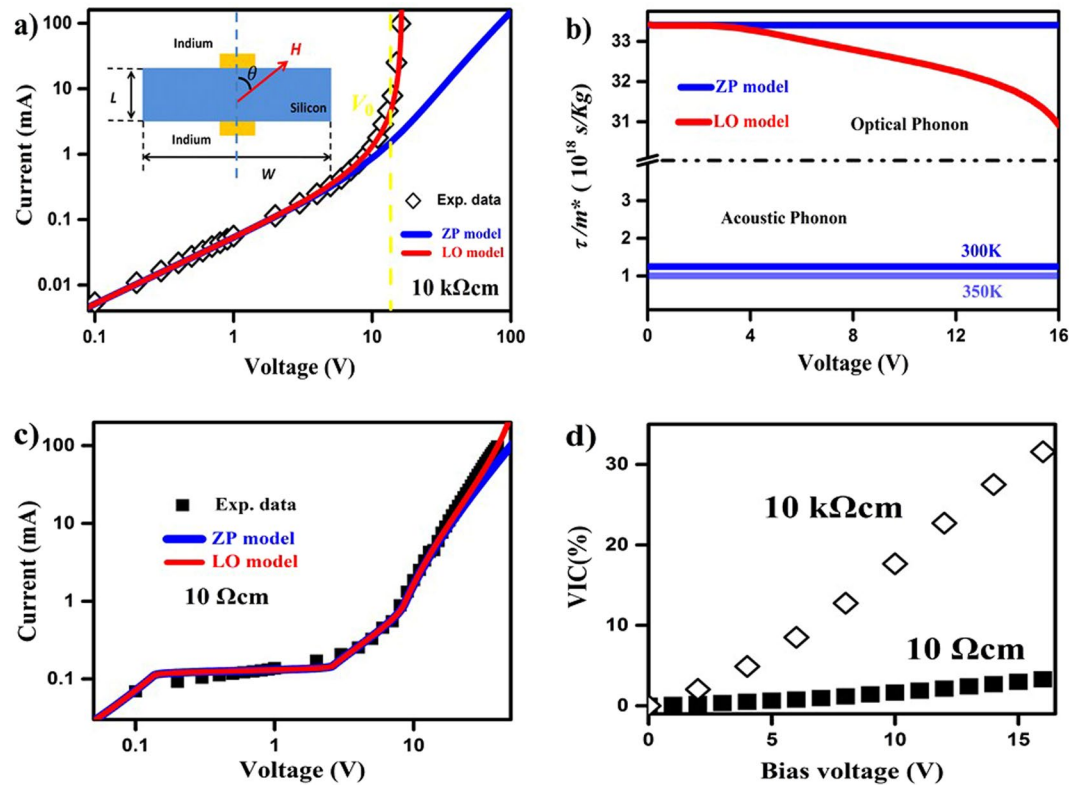 a)
Current (mA)
100
10
1
0.1
0.01
Indium
H
θ
L
Silicon
Indium
W
V₀
Exp. data
ZP model
LO model
10 kΩcm
0.1 1 10 100
Voltage (V)
b)
τ/m* ( 10¹⁸ s/Kg)
33
32
31
3
2
1
ZP model
LO model
Optical Phonon
Acoustic Phonon
300K
350K
0 4 8 12 16
Voltage (V)
c)
Current (mA)
100
10
1
0.1
Exp. data
ZP model
LO model
10 Ωcm
0.1 1 10
Voltage (V)
d)
VIC(%)
30
20
10
0
10 kΩcm
10 Ωcm
0 5 10 15
Bias voltage (V)